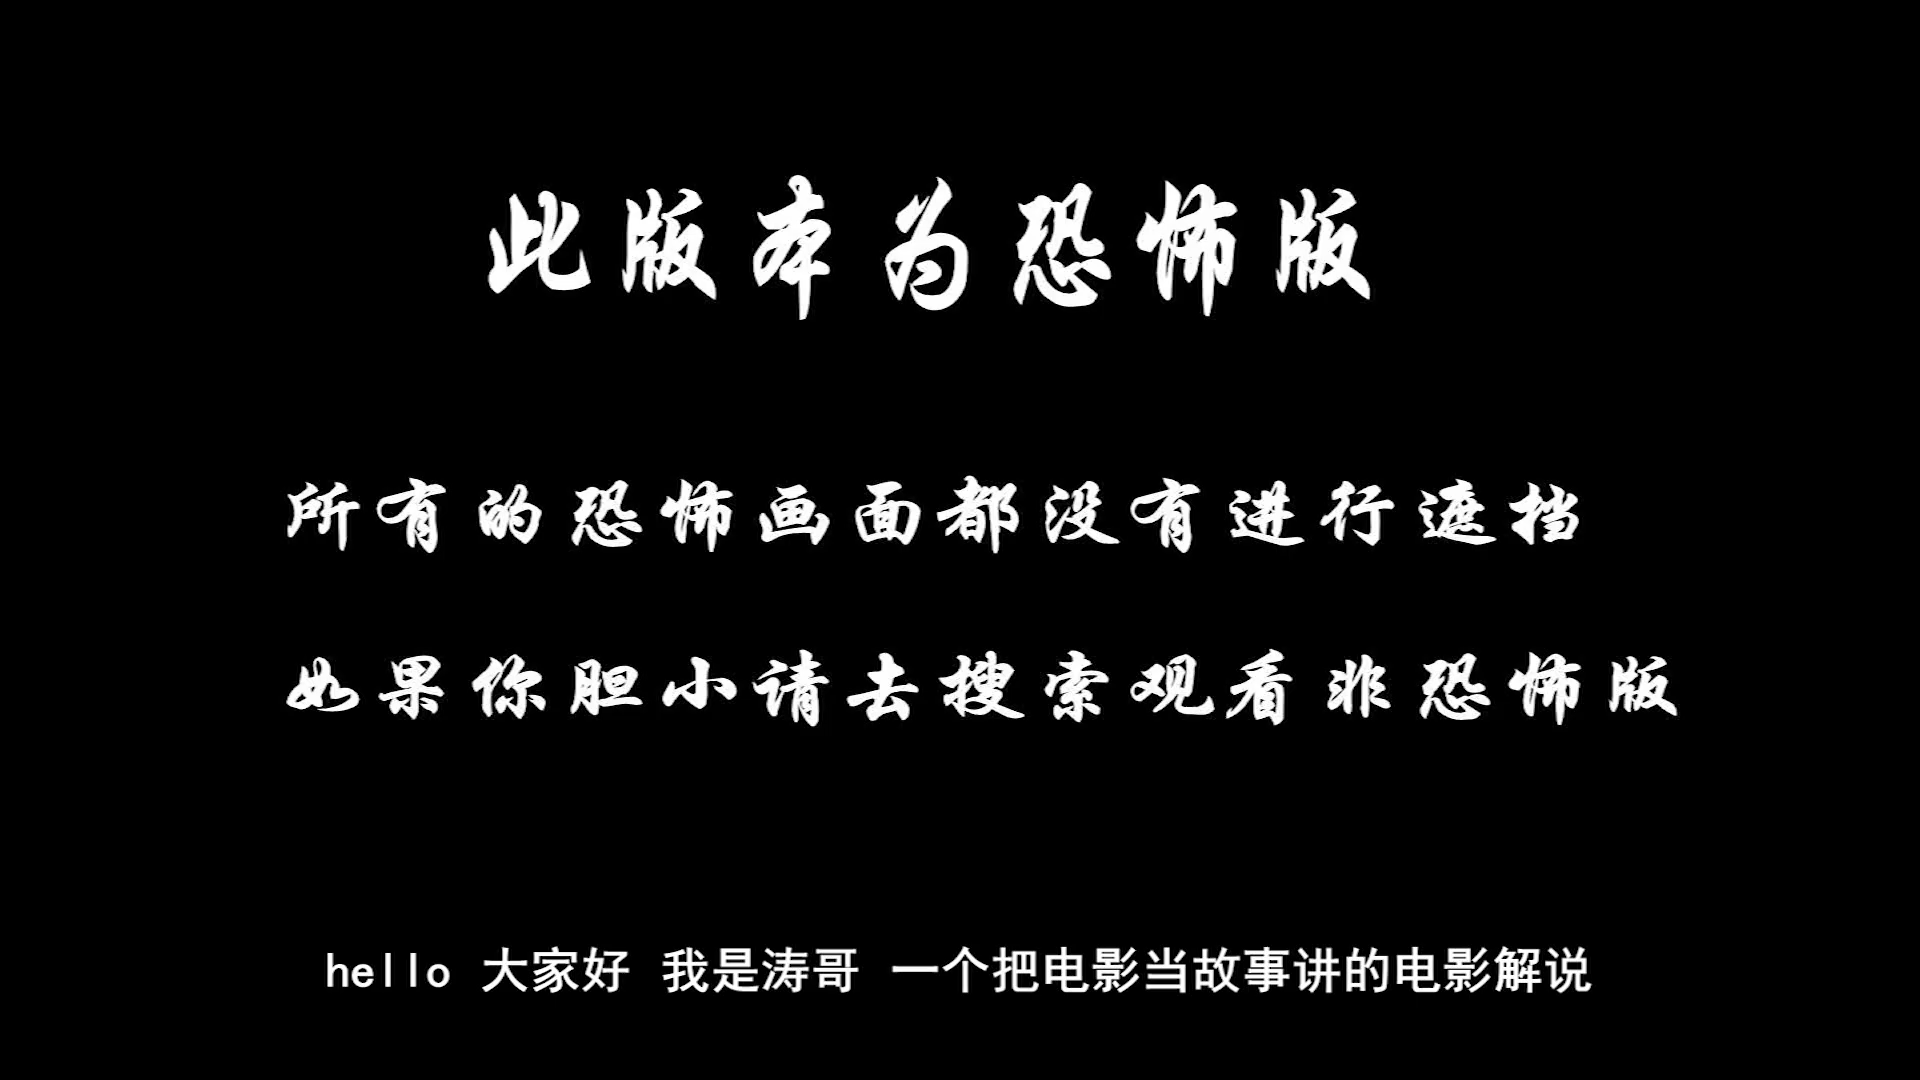 此版本为恐怖版
所有的恐怖画面都没有进行遮挡
如果你胆小请去搜索观看非恐怖版
hello 大家好 我是涛哥 一个把电影当故事讲的电影解说